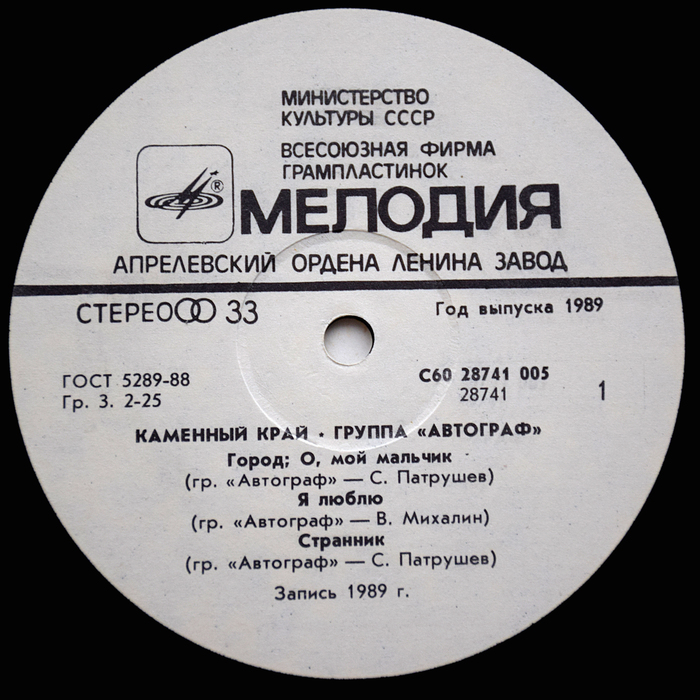 МИНИСТЕРСТВО
КУЛЬТУРЫ СССР
ВСЕСОЮЗНАЯ ФИРМА
ГРАМПЛАСТИНОК
®
МЕЛОДИЯ
АПРЕЛЕВСКИЙ ОРДЕНА ЛЕНИНА ЗАВОД
СТЕРЕО 33
Год выпуска 1989
ГОСТ 5289-88
Гр. 3. 2-25
С60 28741 005
28741
1
КАМЕННЫЙ КРАЙ · ГРУППА «АВТОГРАФ»
Город; О, мой мальчик
(гр. «Автограф» — С. Патрушев)
Я люблю
(гр. «Автограф» — В. Михалин)
Странник
(гр. «Автограф» — С. Патрушев)
Запись 1989 г.